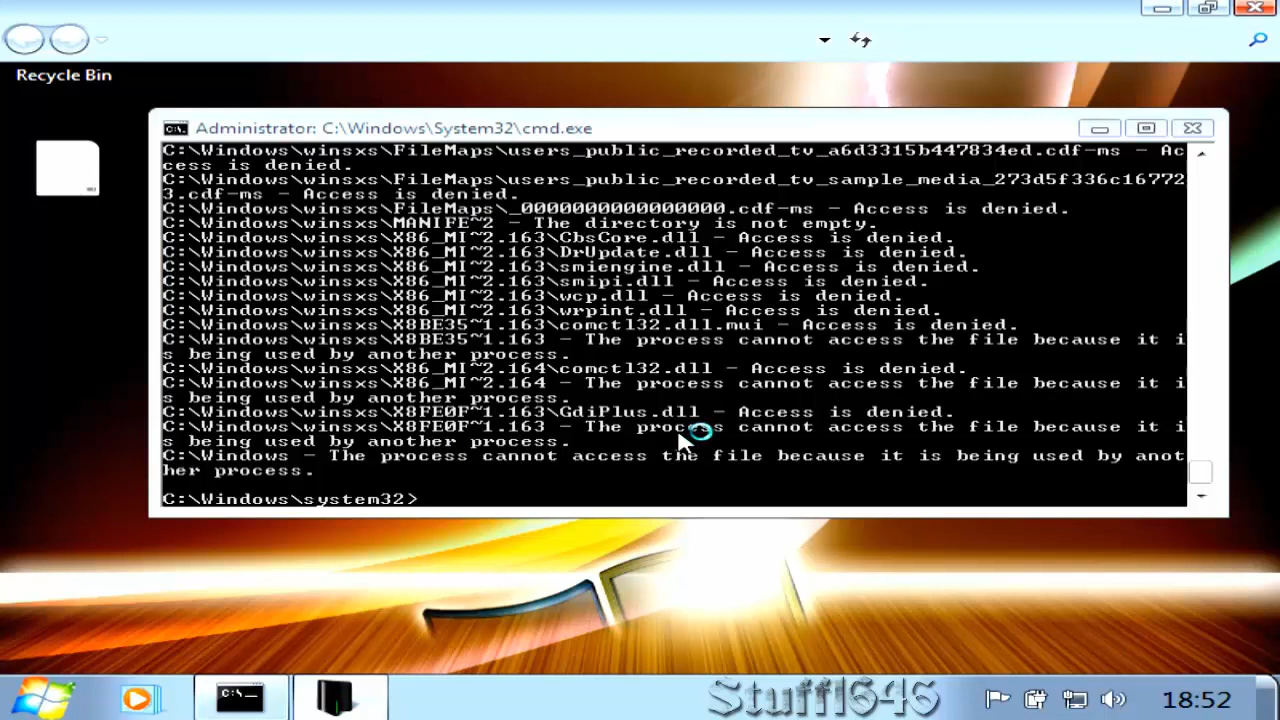 Recycle Bin
Administrator: C:\Windows\System32\cmd.exe
C:\Windows\winsxs\FileMaps\users_public_recorded_tv_a6d3315b447834ed.cdf-ms - Ac
cess is denied.
C:\Windows\winsxs\FileMaps\users_public_recorded_tv_sample_media_273d5f336c16772
3.cdf-ms - Access is denied.
C:\Windows\winsxs\FileMaps\_0000000000000000.cdf-ms - Access is denied.
C:\Windows\winsxs\MANIFE~2 - The directory is not empty.
C:\Windows\winsxs\X86_MI~2.163\CbsCore.dll - Access is denied.
C:\Windows\winsxs\X86_MI~2.163\DrUpdate.dll - Access is denied.
C:\Windows\winsxs\X86_MI~2.163\smiengine.dll - Access is denied.
C:\Windows\winsxs\X86_MI~2.163\smipi.dll - Access is denied.
C:\Windows\winsxs\X86_MI~2.163\wcp.dll - Access is denied.
C:\Windows\winsxs\X86_MI~2.163\wrpint.dll - Access is denied.
C:\Windows\winsxs\X8BE35~1.163\comctl32.dll.mui - Access is denied.
C:\Windows\winsxs\X8BE35~1.163 - The process cannot access the file because it i
s being used by another process.
C:\Windows\winsxs\X86_MI~2.164\comctl32.dll - Access is denied.
C:\Windows\winsxs\X86_MI~2.164 - The process cannot access the file because it i
s being used by another process.
C:\Windows\winsxs\X8FE0F~1.163\GdiPlus.dll - Access is denied.
C:\Windows\winsxs\X8FE0F~1.163 - The process cannot access the file because it i
s being used by another process.
C:\Windows - The process cannot access the file because it is being used by anot
her process.
C:\Windows\system32>
C:\
Stuff1646
18:52